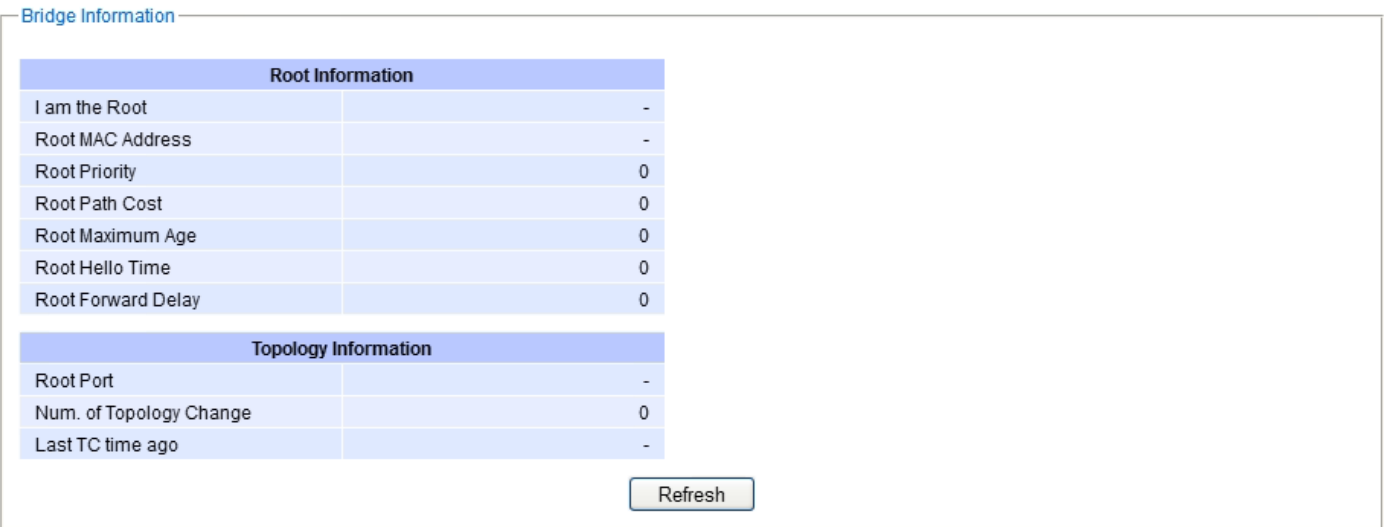 Bridge Information
Root Information
I am the Root -
Root MAC Address -
Root Priority 0
Root Path Cost 0
Root Maximum Age 0
Root Hello Time 0
Root Forward Delay 0
Topology Information
Root Port -
Num. of Topology Change 0
Last TC time ago -
Refresh